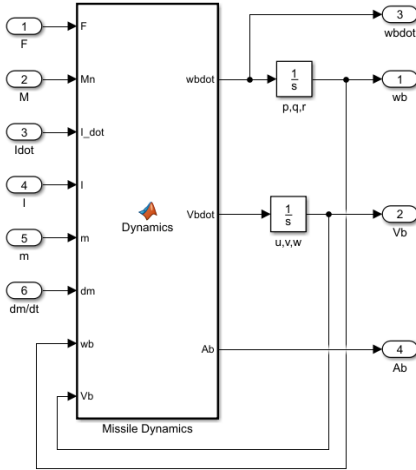 1
F
2
M
3
Idot
4
I
5
m
6
dm/dt
F
Mn
I_dot
I
m
dm
wb
Vb
Dynamics
wbdot
Vbdot
Ab
Missile Dynamics
1
s
p,q,r
1
s
u,v,w
3
wbdot
1
wb
2
Vb
4
Ab